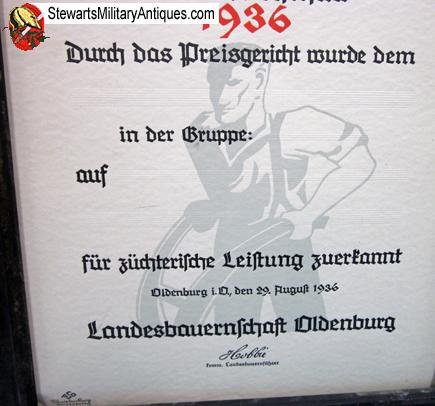 StewartsMilitaryAntiques.com
1936
Durch das Preisgericht wurde dem
in der Gruppe:
auf
für züchterische Leistung zuerkannt
Oldenburg i.O., den 29. August 1936
Landesbauernschaft Oldenburg